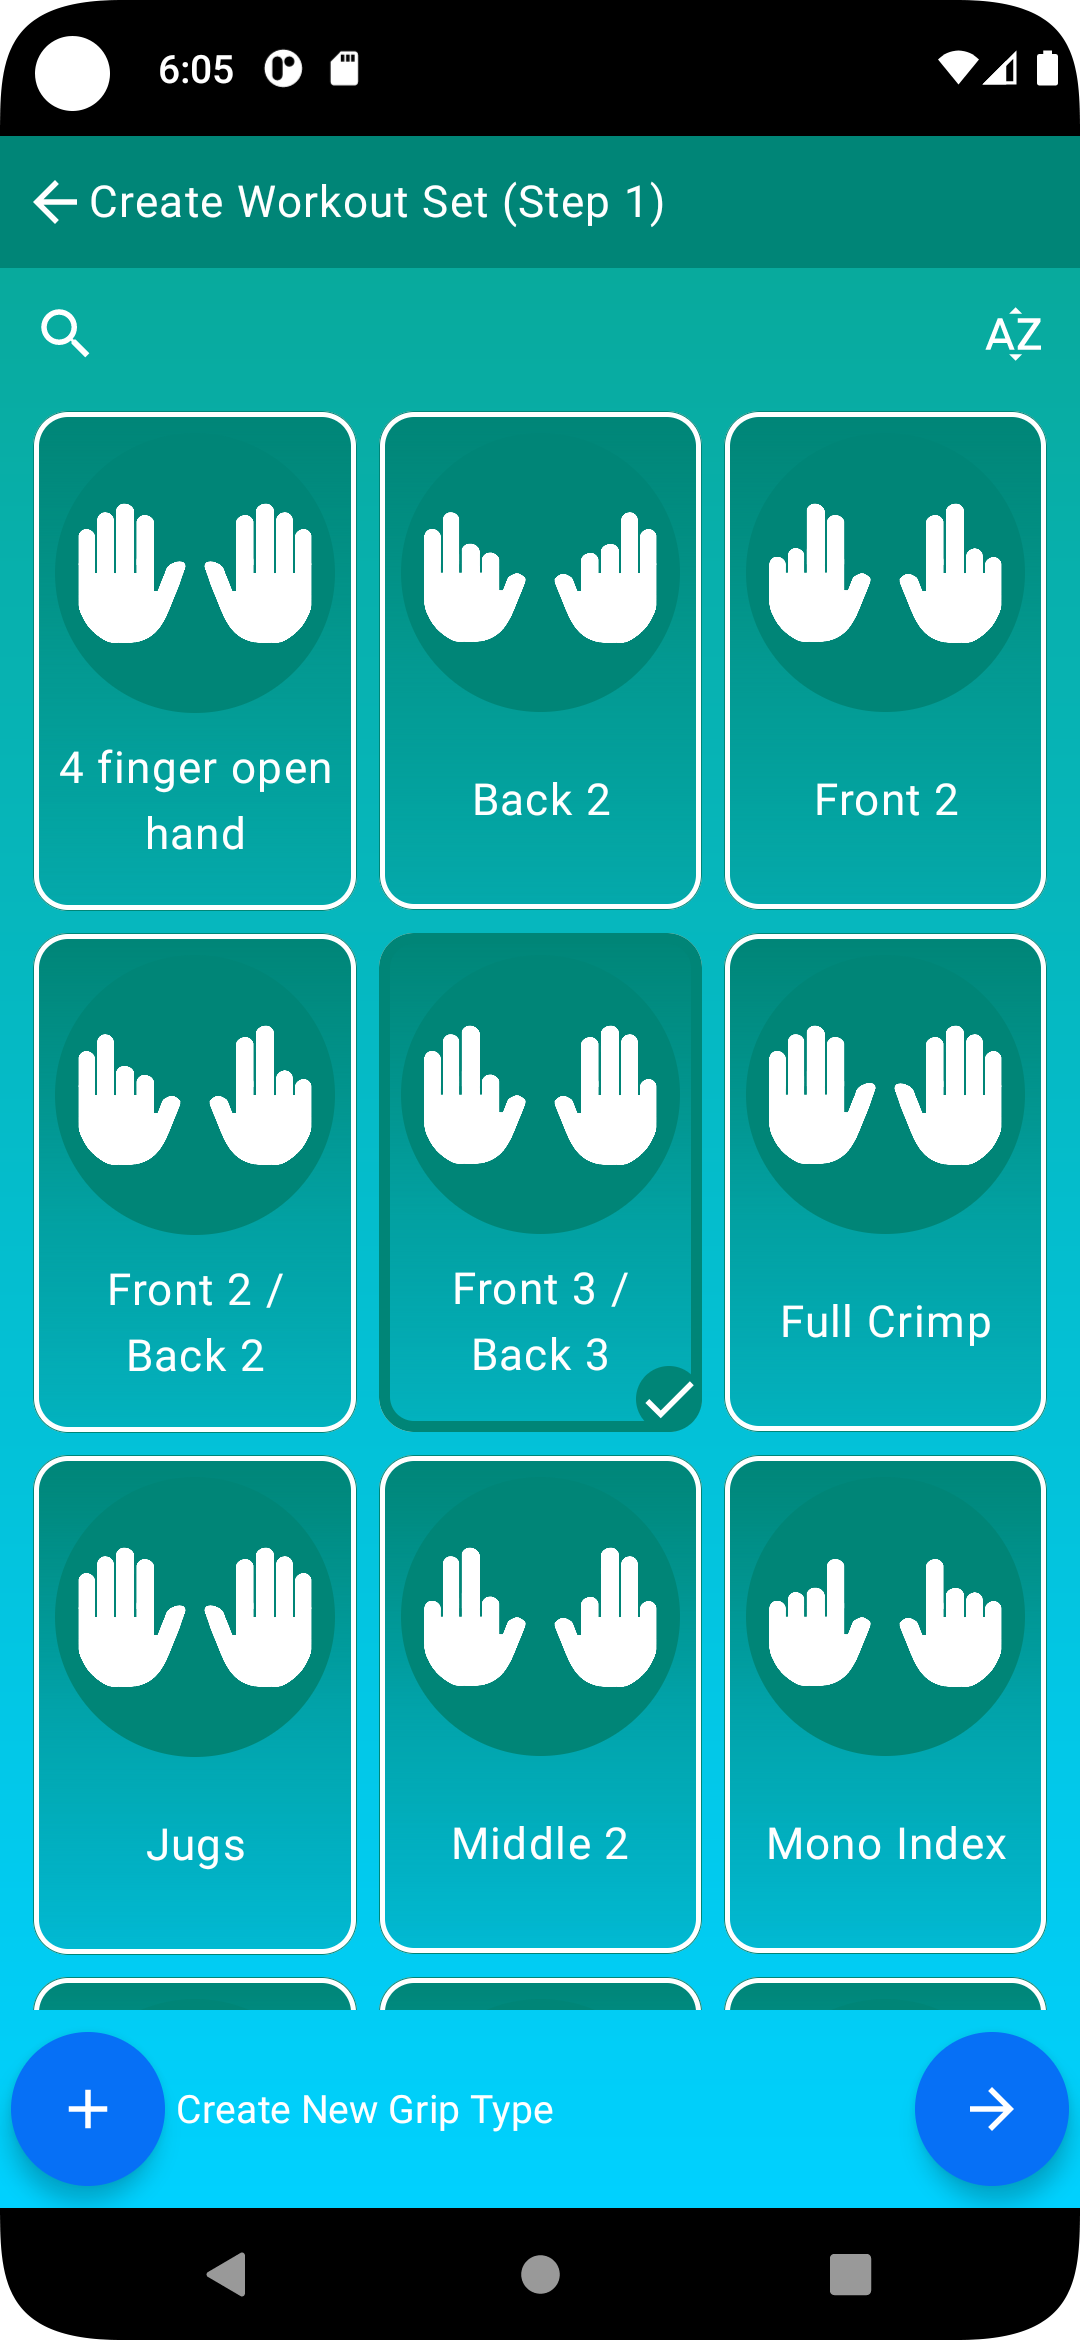 6:05
Create Workout Set (Step 1)
AZ
4 finger open
hand
Back 2
Front 2
Front 2 /
Back 2
Front 3 /
Back 3
Full Crimp
Jugs
Middle 2
Mono Index
Create New Grip Type